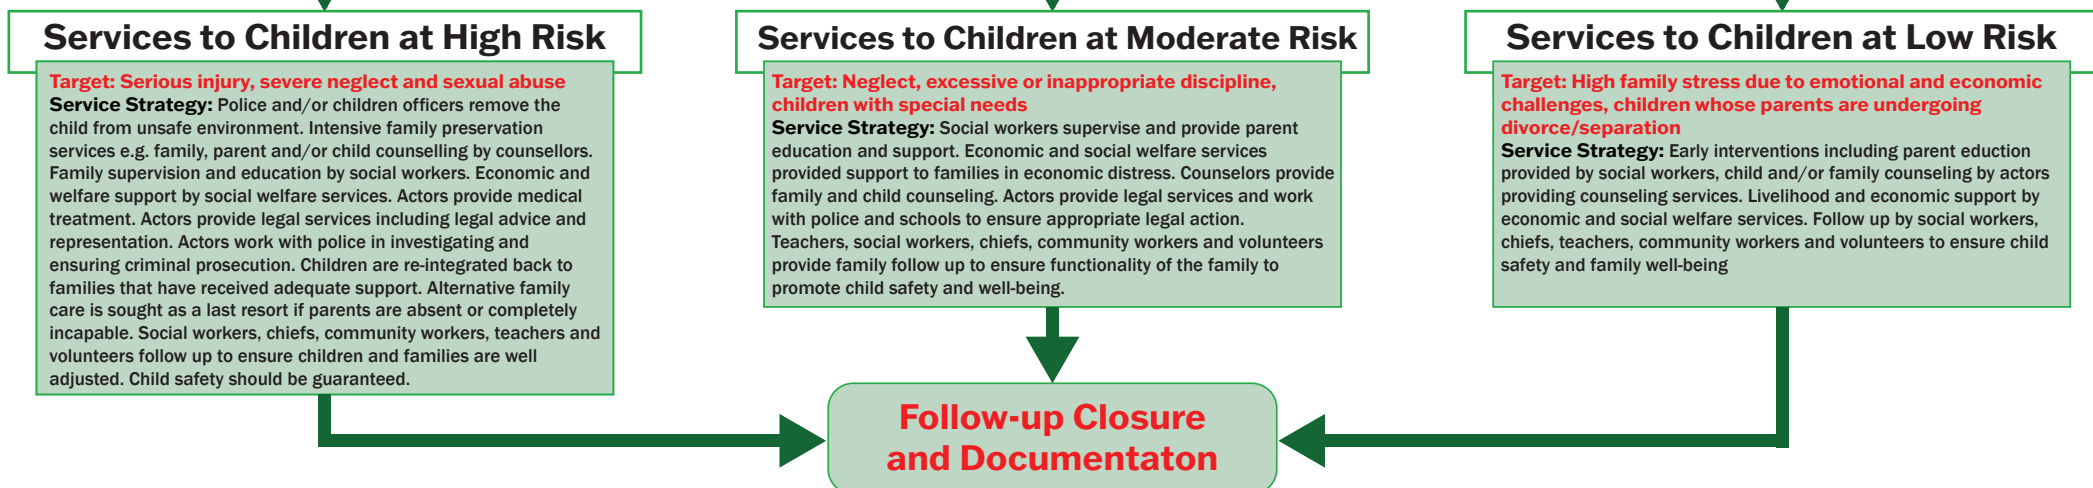 Services to Children at High Risk
Target: Serious injury, severe neglect and sexual abuse
Service Strategy: Police and/or children officers remove the
child from unsafe environment. Intensive family preservation
services e.g. family, parent and/or child counselling by counsellors.
Family supervision and education by social workers. Economic and
welfare support by social welfare services. Actors provide medical
treatment. Actors provide legal services including legal advice and
representation. Actors work with police in investigating and
ensuring criminal prosecution. Children are re-integrated back to
families that have received adequate support. Alternative family
care is sought as a last resort if parents are absent or completely
incapable. Social workers, chiefs, community workers, teachers and
volunteers follow up to ensure children and families are well
adjusted. Child safety should be guaranteed.
Services to Children at Moderate Risk
Target: Neglect, excessive or inappropriate discipline,
children with special needs
Service Strategy: Social workers supervise and provide parent
education and support. Economic and social welfare services
provided support to families in economic distress. Counselors provide
family and child counseling. Actors provide legal services and work
with police and schools to ensure appropriate legal action.
Teachers, social workers, chiefs, community workers and volunteers
provide family follow up to ensure functionality of the family to
promote child safety and well-being.
Services to Children at Low Risk
Target: High family stress due to emotional and economic
challenges, children whose parents are undergoing
divorce/separation
Service Strategy: Early interventions including parent eduction
provided by social workers, child and/or family counseling by actors
providing counseling services. Livelihood and economic support by
economic and social welfare services. Follow up by social workers,
chiefs, teachers, community workers and volunteers to ensure child
safety and family well-being
Follow-up Closure
and Documentaton